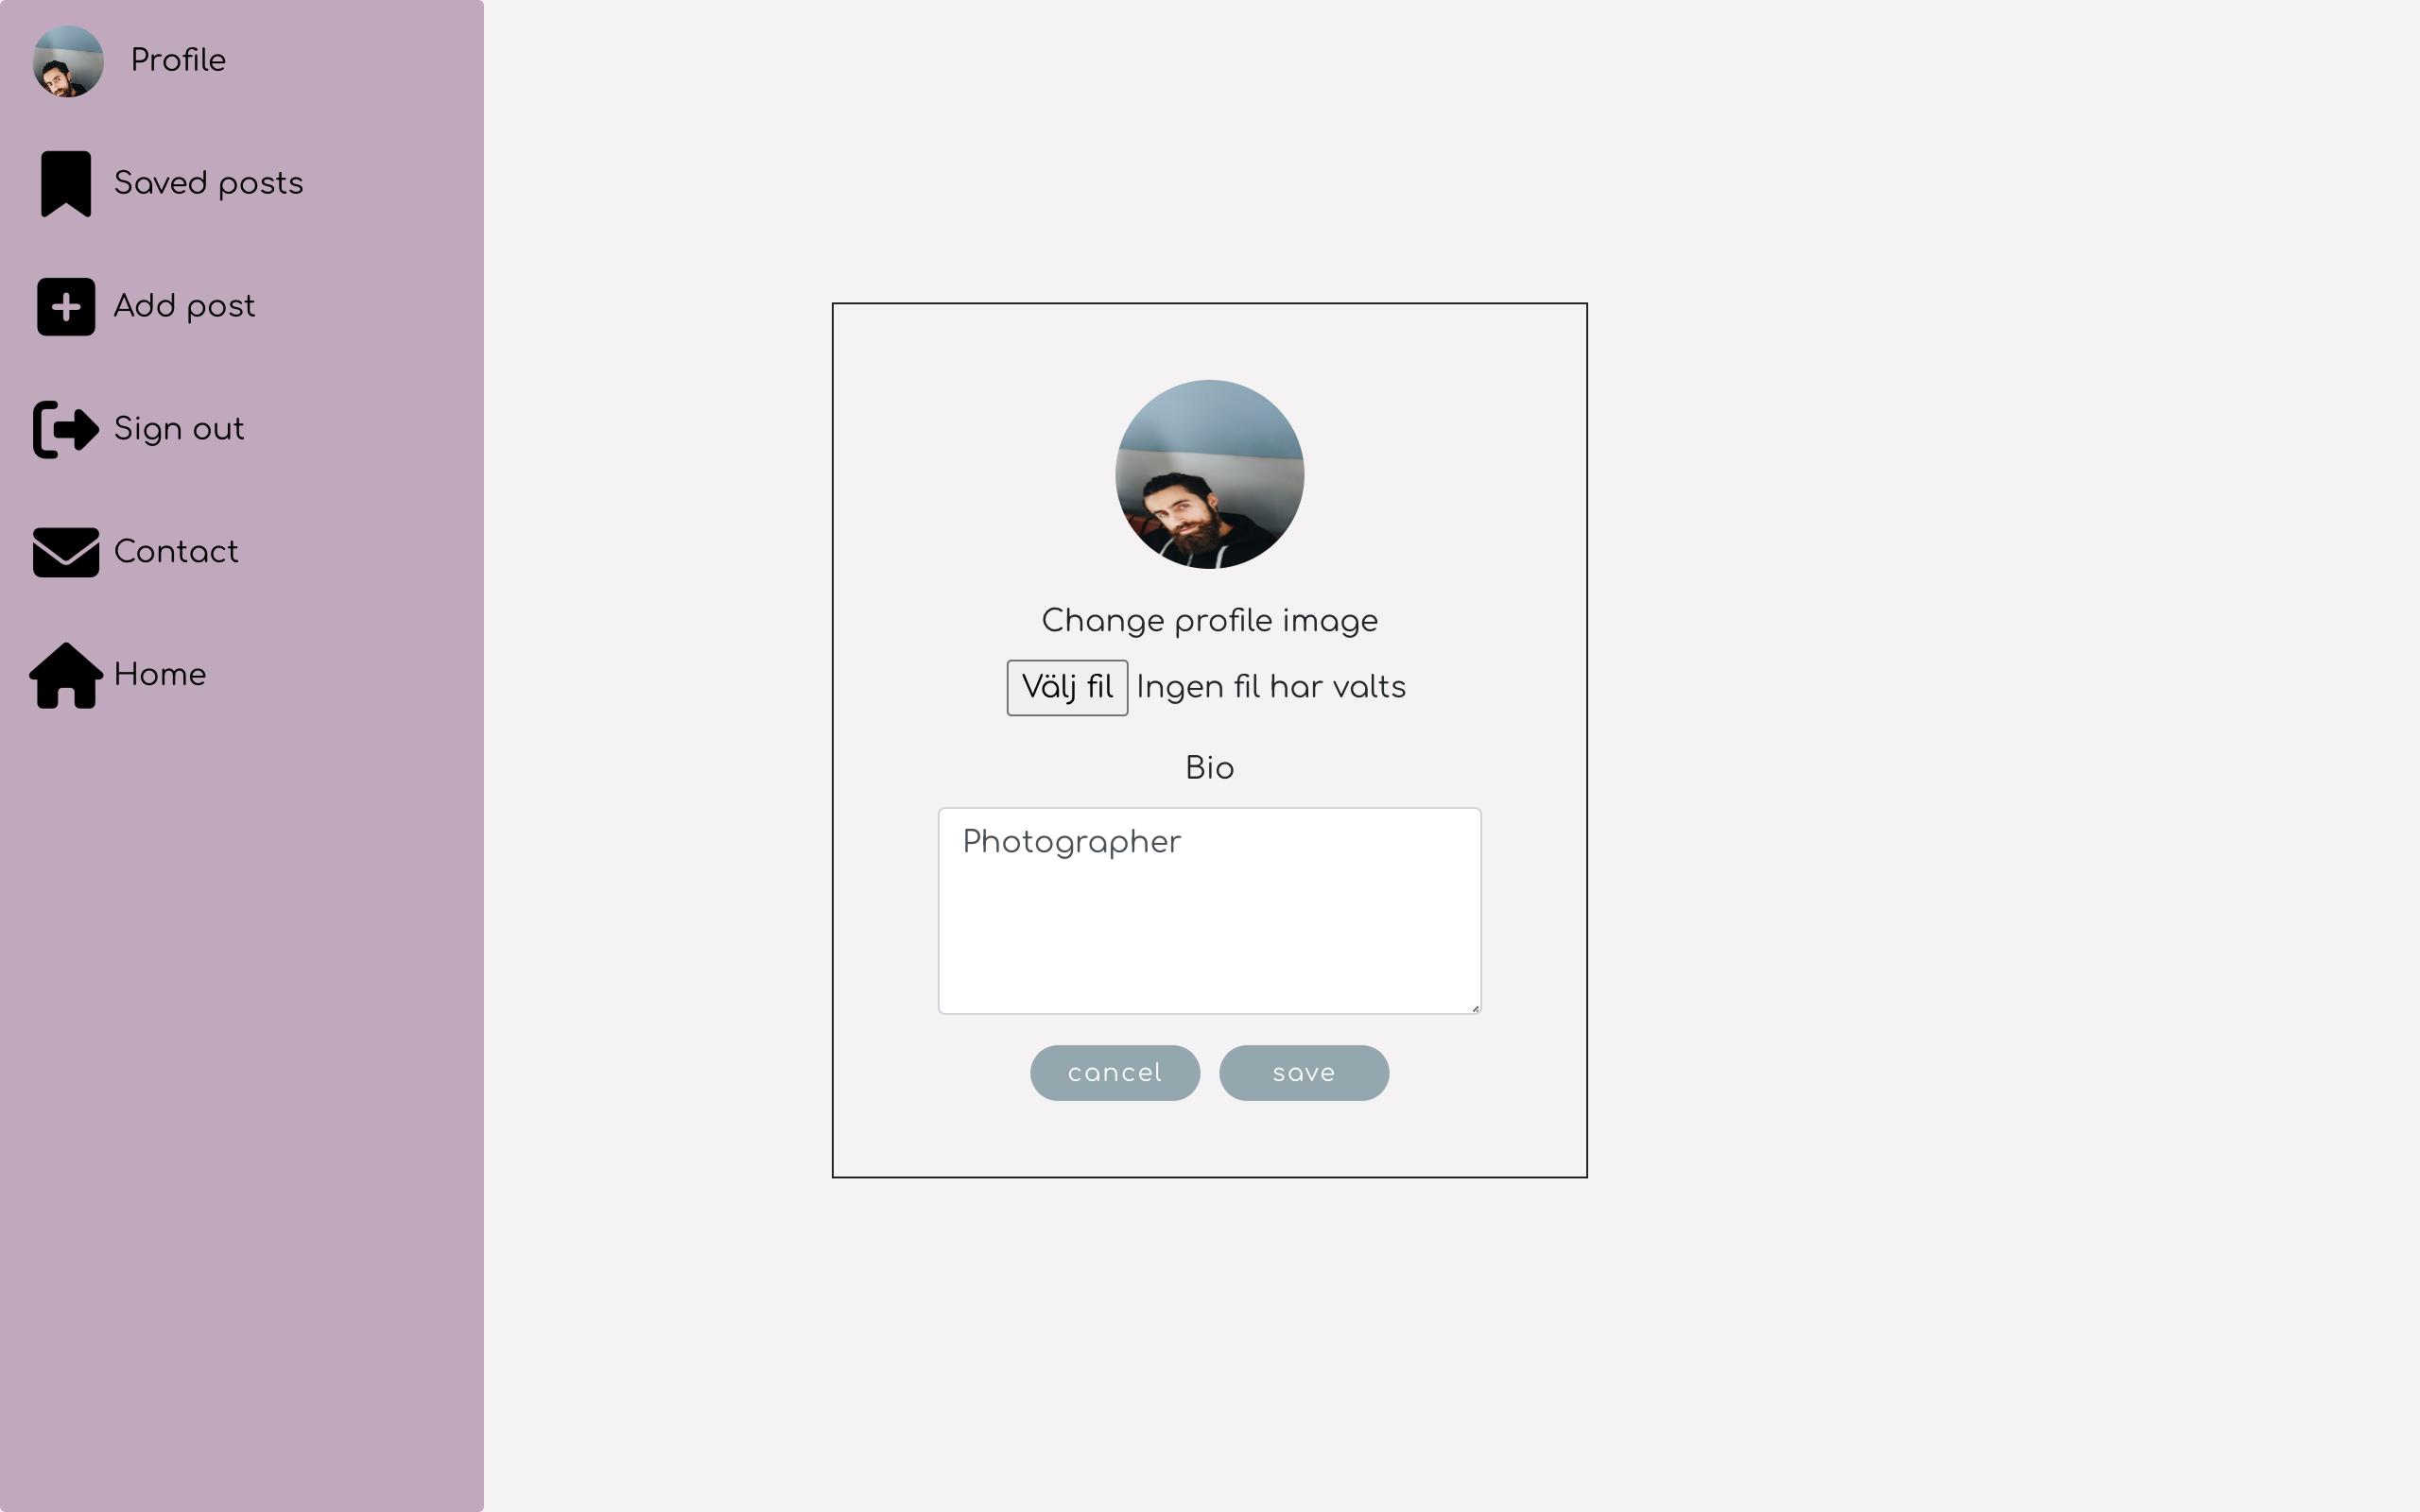 Profile
Saved posts
Add post
Sign out
Contact
Home
Change profile image
Välj fil Ingen fil har valts
Bio
Photographer
cancel save